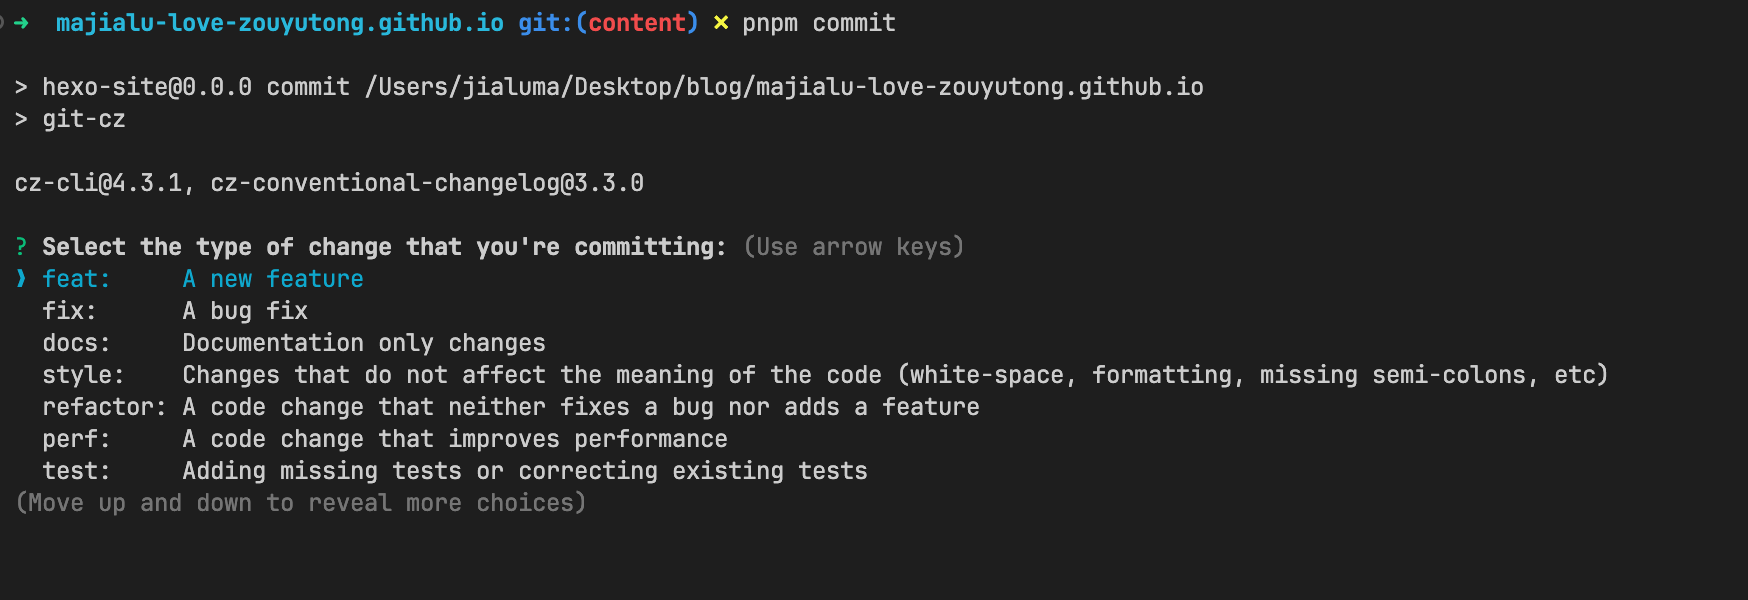 ➜  majialu-love-zouyutong.github.io git:(content) ✗ pnpm commit
> hexo-site@0.0.0 commit /Users/jialuma/Desktop/blog/majialu-love-zouyutong.github.io
> git-cz
cz-cli@4.3.1, cz-conventional-changelog@3.3.0
? Select the type of change that you're committing: (Use arrow keys)
❯ feat:     A new feature
  fix:      A bug fix
  docs:     Documentation only changes
  style:    Changes that do not affect the meaning of the code (white-space, formatting, missing semi-colons, etc)
  refactor: A code change that neither fixes a bug nor adds a feature
  perf:     A code change that improves performance
  test:     Adding missing tests or correcting existing tests
(Move up and down to reveal more choices)